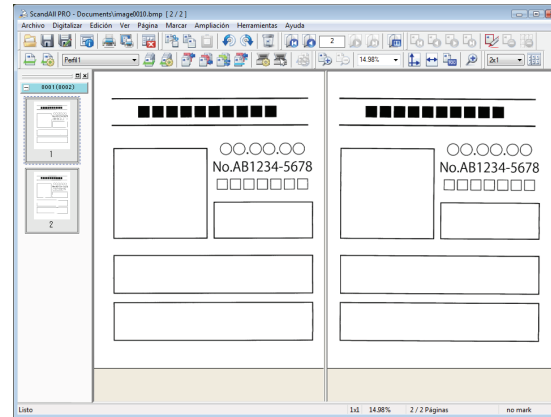 ScandAll PRO - Documents\image0010.bmp [ 2 / 2 ]
Archivo Digitalizar Edición Ver Página Marcar Ampliación Herramientas Ayuda
2
Perfil1 14.98% 2x1
0001(0002)
1
2
No.AB1234-5678
No.AB1234-5678
Listo 1x1 14.98% 2 / 2 Páginas no mark